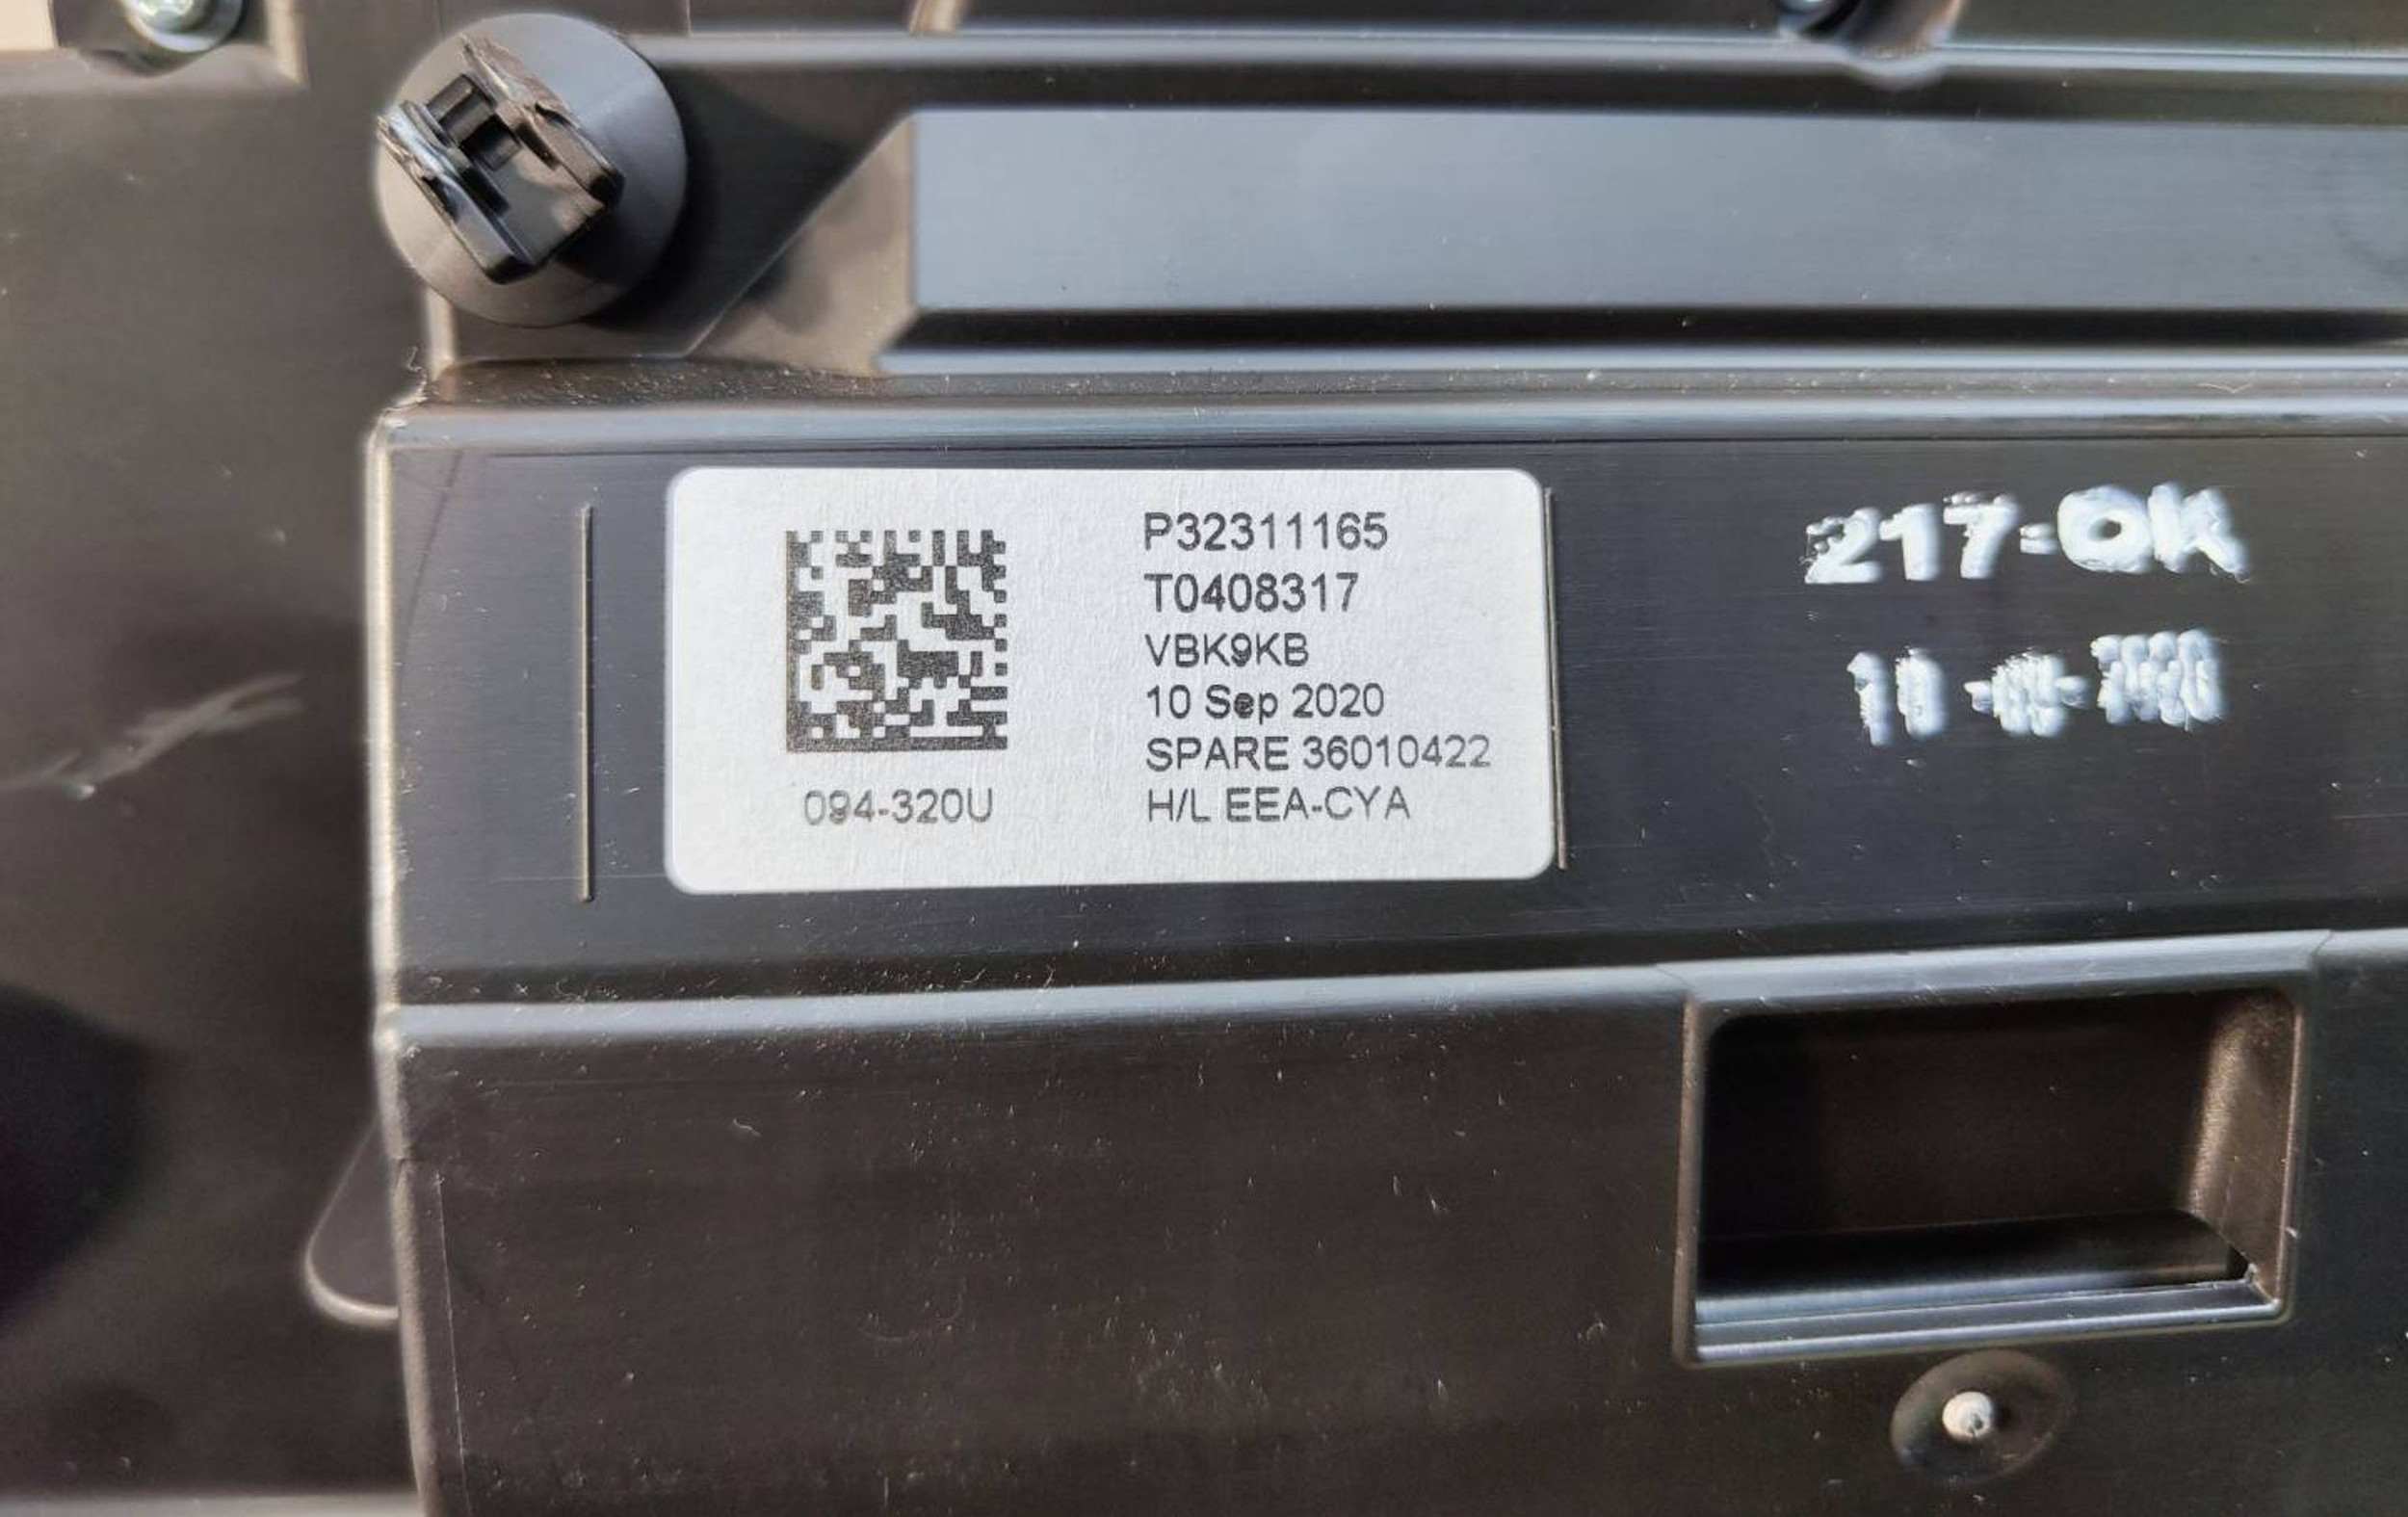 P32311165
T0408317
VBK9KB
10 Sep 2020
SPARE 36010422
H/L EEA-CYA
094-320U
217-OK